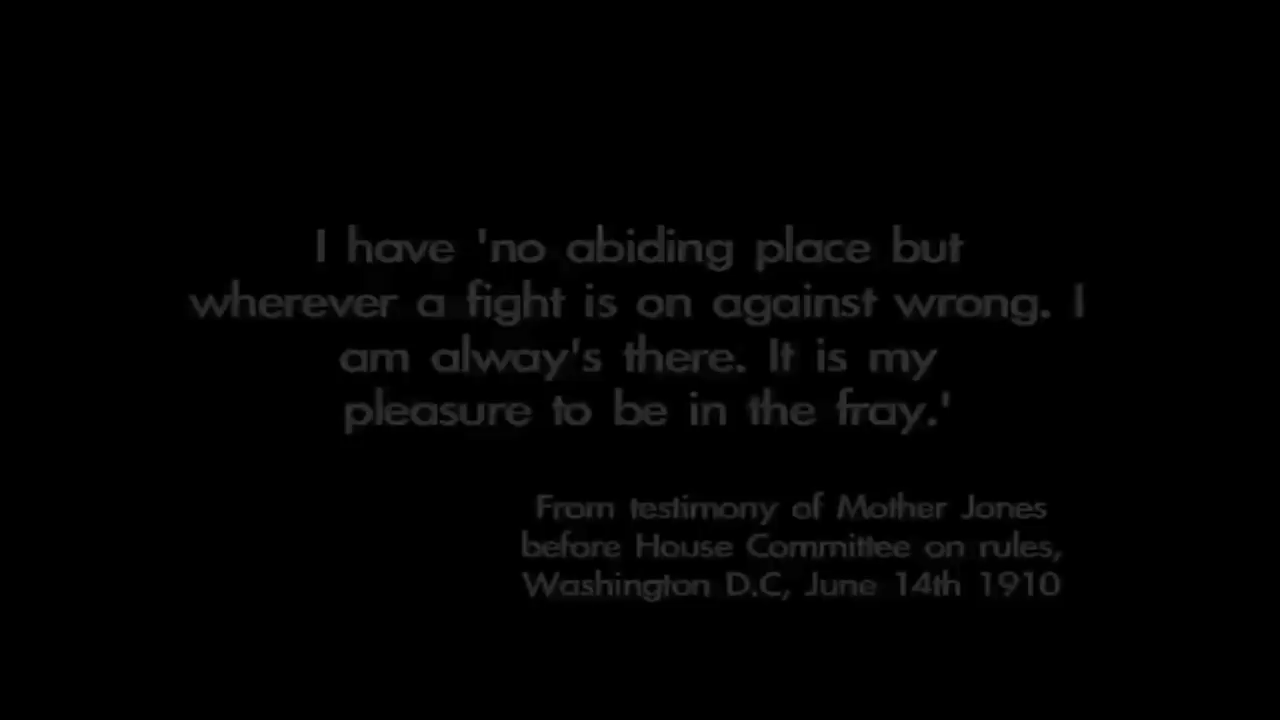 I have 'no abiding place but
wherever a fight is on against wrong. I
am alway's there. It is my
pleasure to be in the fray.'
From testimony of Mother Jones
before House Committee on rules,
Washington D.C, June 14th 1910